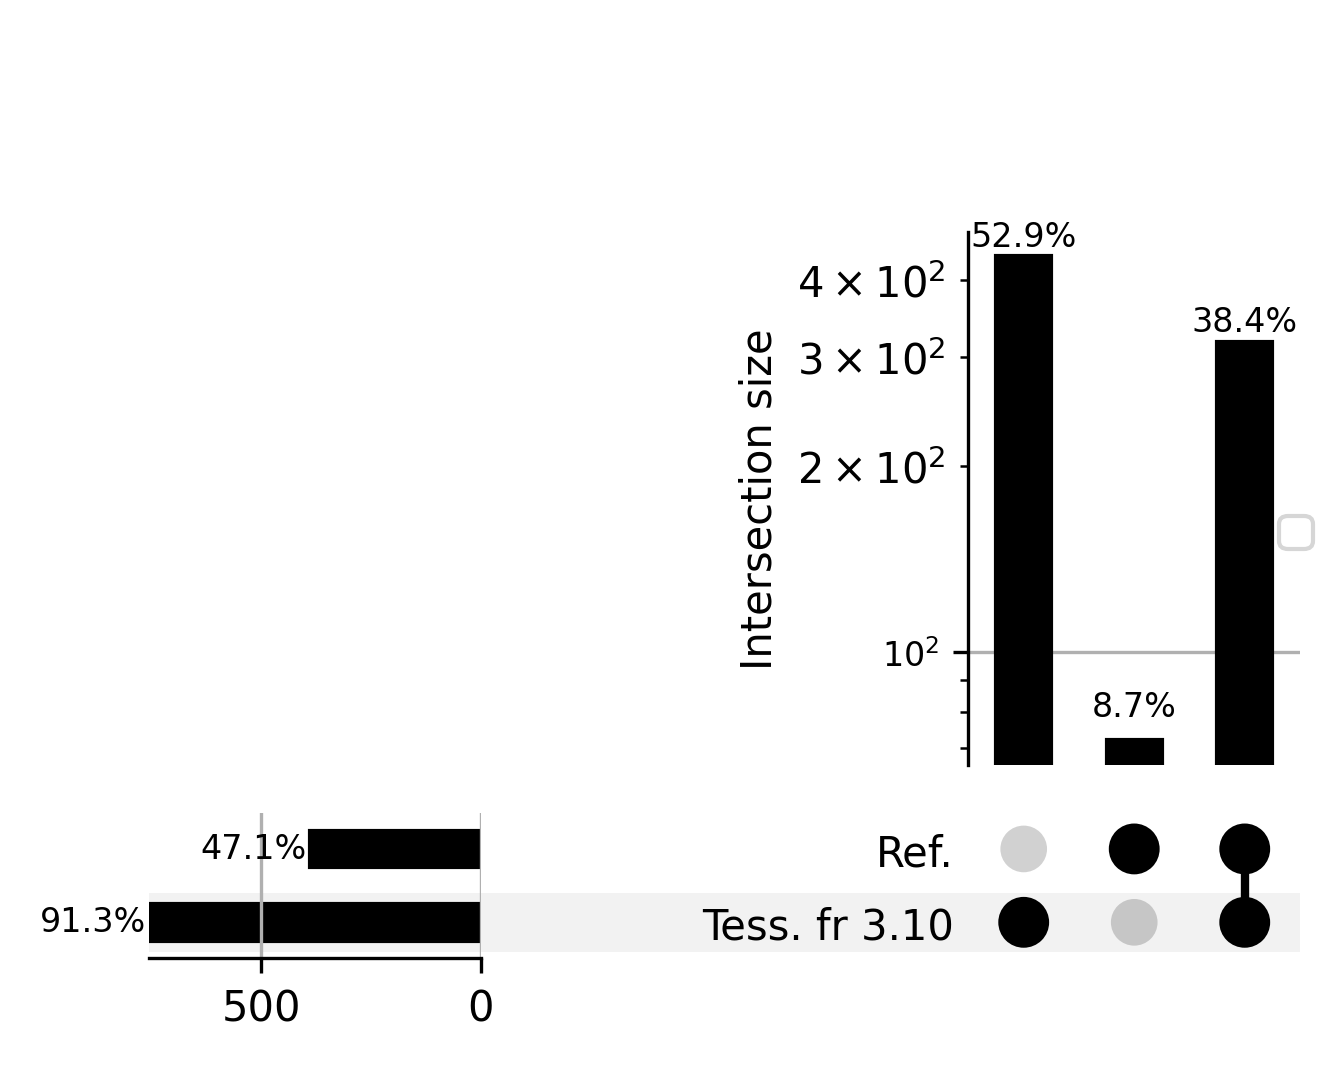 52.9%
4 × 10²
38.4%
3 × 10²
Intersection size
2 × 10²
10²
8.7%
47.1%
Ref.
91.3%
Tess. fr 3.10
500
0